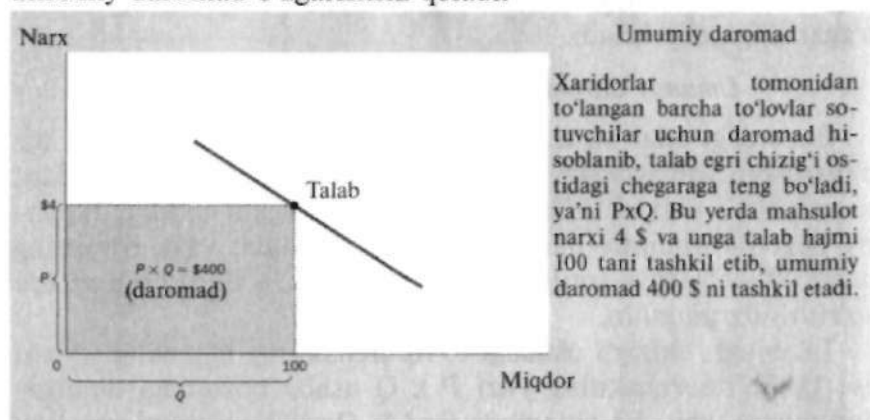 Narx
Umumiy daromad
Xaridorlar tomonidan
to‘langan barcha to‘lovlar so-
tuvchilar uchun daromad hi-
soblanib, talab egri chizig‘i os-
tidagi chegaraga teng bo‘ladi,
ya’ni PxQ. Bu yerda mahsulot
narxi 4 $ va unga talab hajmi
100 tani tashkil etib, umumiy
daromad 400 $ ni tashkil etadi.
Talab
$4
P
P × Q = $400
(daromad)
0
100
Q
Miqdor